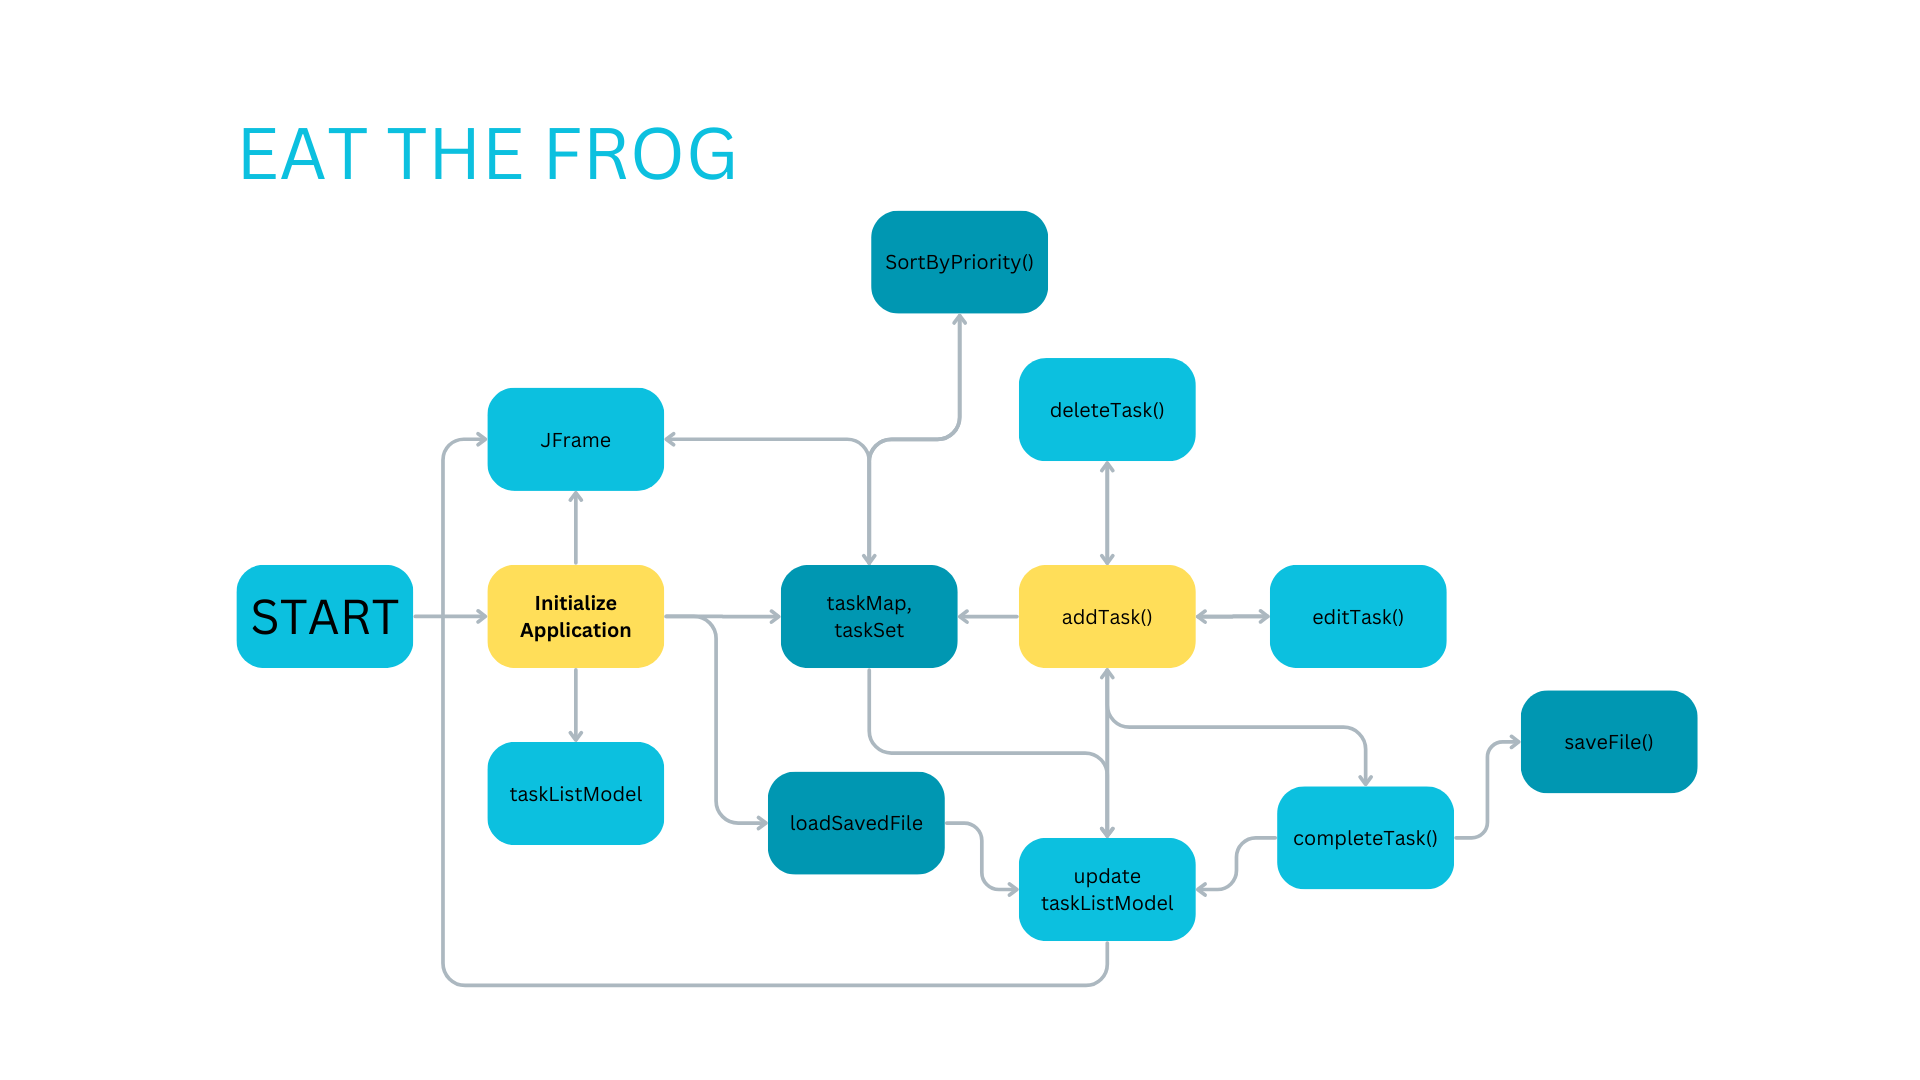 EAT THE FROG
SortByPriority()
deleteTask()
JFrame
START
Initialize
Application
taskMap,
taskSet
addTask()
editTask()
saveFile()
taskListModel
loadSavedFile
completeTask()
update
taskListModel